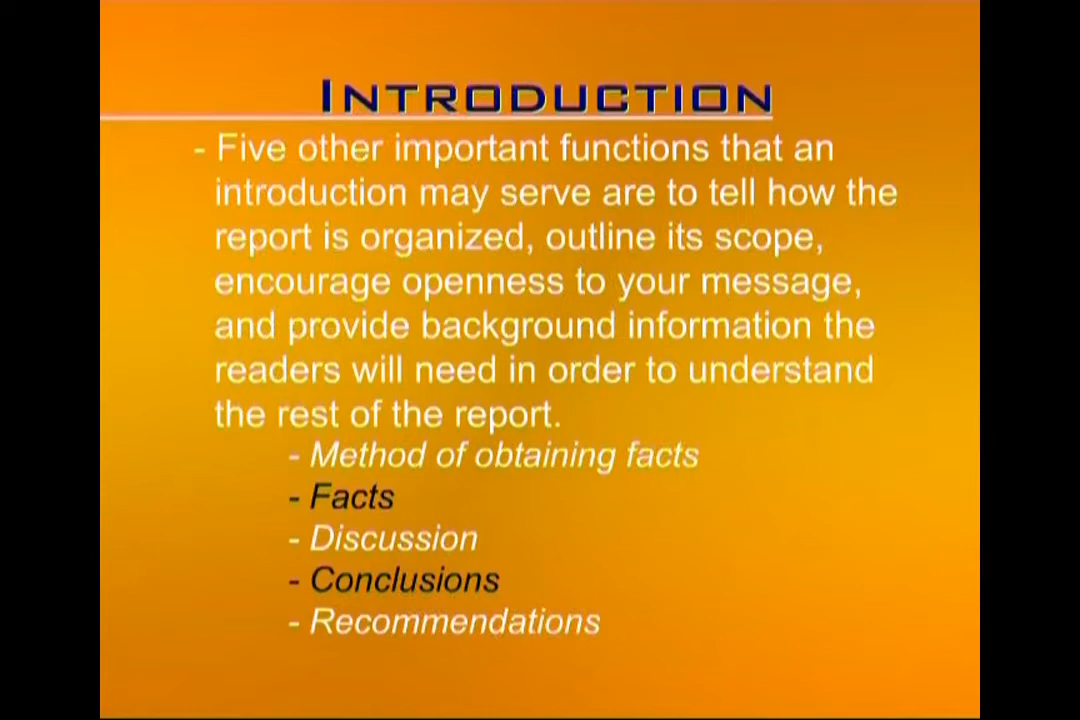 INTRODUCTION
- Five other important functions that an
introduction may serve are to tell how the
report is organized, outline its scope,
encourage openness to your message,
and provide background information the
readers will need in order to understand
the rest of the report.
- Method of obtaining facts
- Facts
- Discussion
- Conclusions
- Recommendations